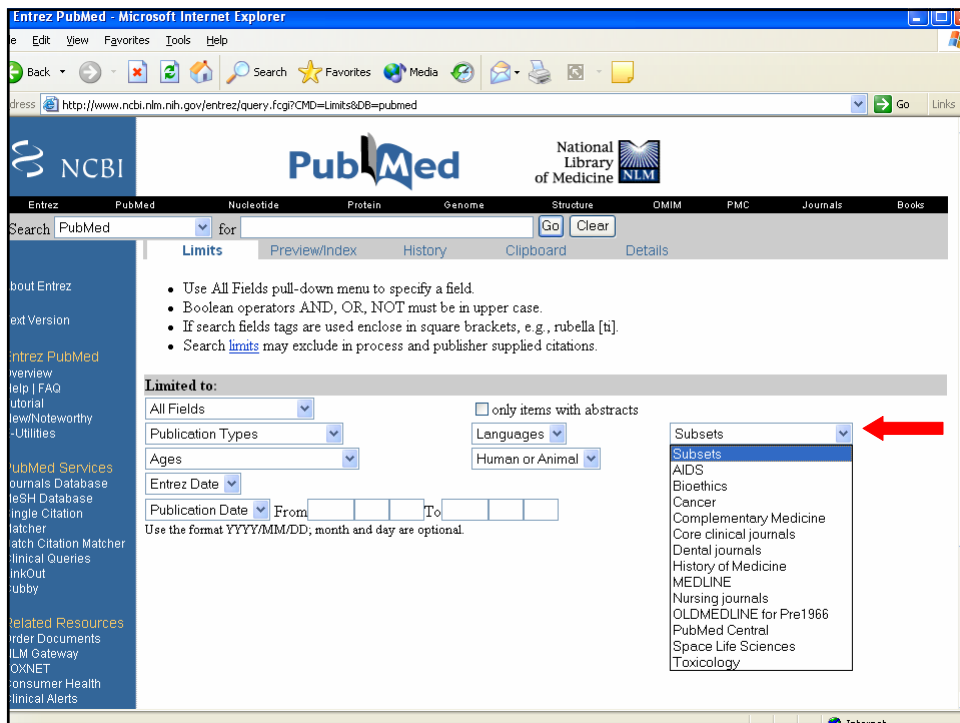 Entrez PubMed - Microsoft Internet Explorer
e Edit View Favorites Tools Help
Back Search Favorites Media
dress http://www.ncbi.nlm.nih.gov/entrez/query.fcgi?CMD=Limits&DB=pubmed Go Links
NCBI PubMed National
Library
of Medicine NLM
Entrez PubMed Nucleotide Protein Genome Structure OMIM PMC Journals Books
Search PubMed for Go Clear
Limits Preview/Index History Clipboard Details
bout Entrez
ext Version
ntrez PubMed
verview
elp | FAQ
utorial
ew/Noteworthy
-Utilities
PubMed Services
ournals Database
MeSH Database
ingle Citation
Matcher
atch Citation Matcher
linical Queries
inkOut
ubby
Related Resources
rder Documents
NLM Gateway
OXNET
onsumer Health
linical Alerts
• Use All Fields pull-down menu to specify a field.
• Boolean operators AND, OR, NOT must be in upper case.
• If search fields tags are used enclose in square brackets, e.g., rubella [ti].
• Search limits may exclude in process and publisher supplied citations.
Limited to:
All Fields only items with abstracts
Publication Types Languages Subsets
Ages Human or Animal
Entrez Date
Publication Date From To
Use the format YYYY/MM/DD; month and day are optional.
Subsets
AIDS
Bioethics
Cancer
Complementary Medicine
Core clinical journals
Dental journals
History of Medicine
MEDLINE
Nursing journals
OLDMEDLINE for Pre1966
PubMed Central
Space Life Sciences
Toxicology